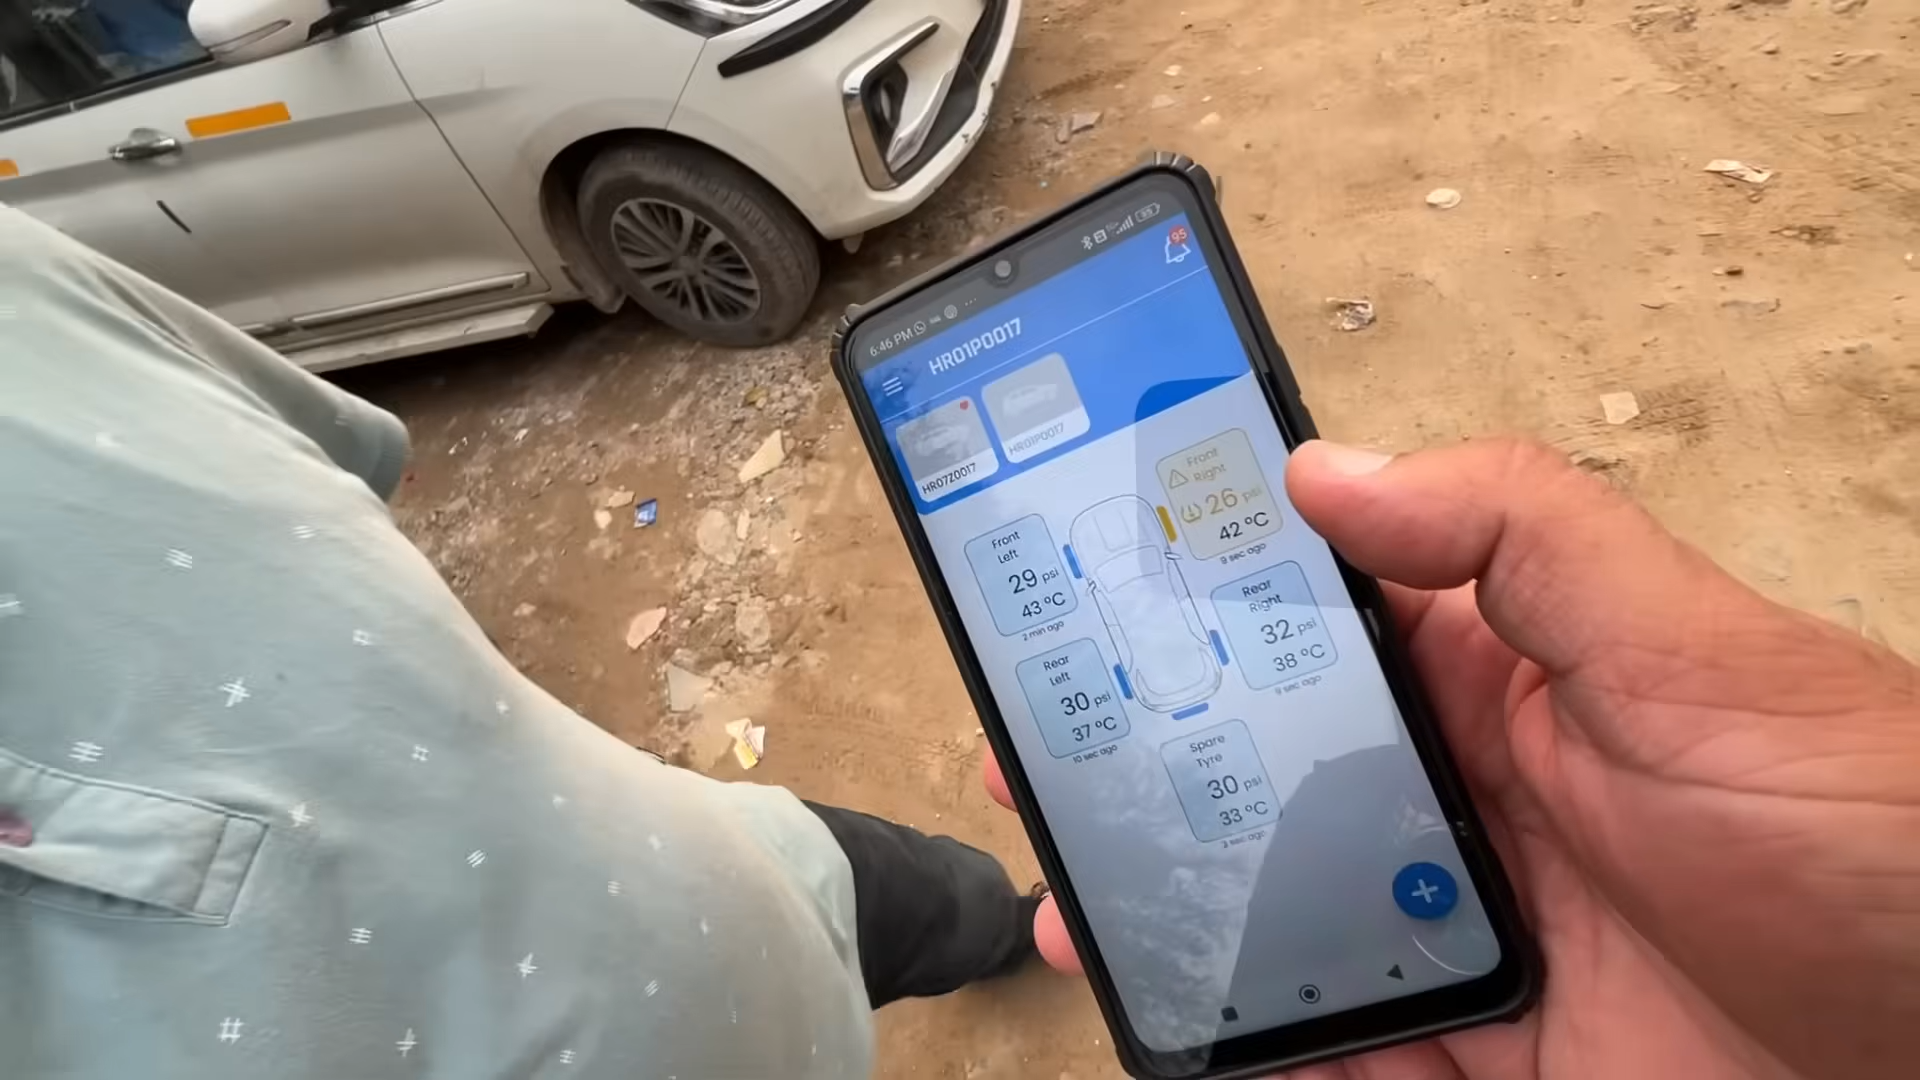 6:46 PM
95
HR01P0017
HR07Z0017
HR01P0017
Front
Left
29 psi
43 °C
2 min ago
Front
Right
26 psi
42 °C
9 sec ago
Rear
Left
30 psi
37 °C
10 sec ago
Rear
Right
32 psi
38 °C
9 sec ago
Spare
Tyre
30 psi
33 °C
3 sec ago